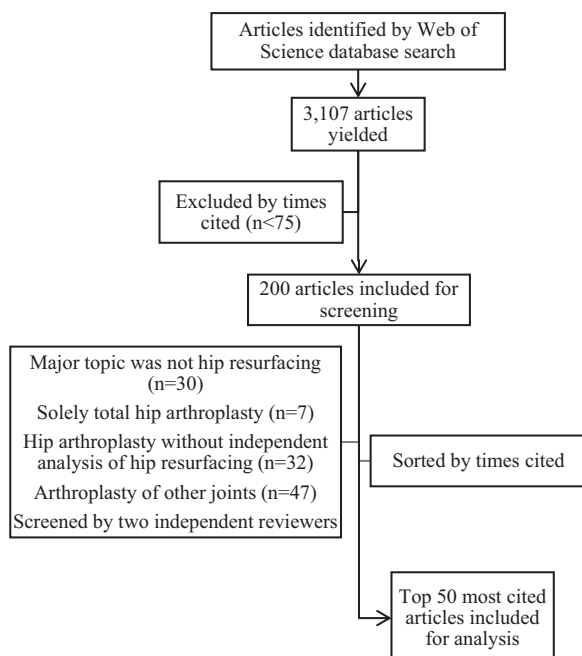 Articles identified by Web of
Science database search
3,107 articles
yielded
Excluded by times
cited (n<75)
200 articles included for
screening
Major topic was not hip resurfacing
(n=30)
Solely total hip arthroplasty (n=7)
Hip arthroplasty without independent
analysis of hip resurfacing (n=32)
Arthroplasty of other joints (n=47)
Screened by two independent reviewers
Sorted by times cited
Top 50 most cited
articles included
for analysis